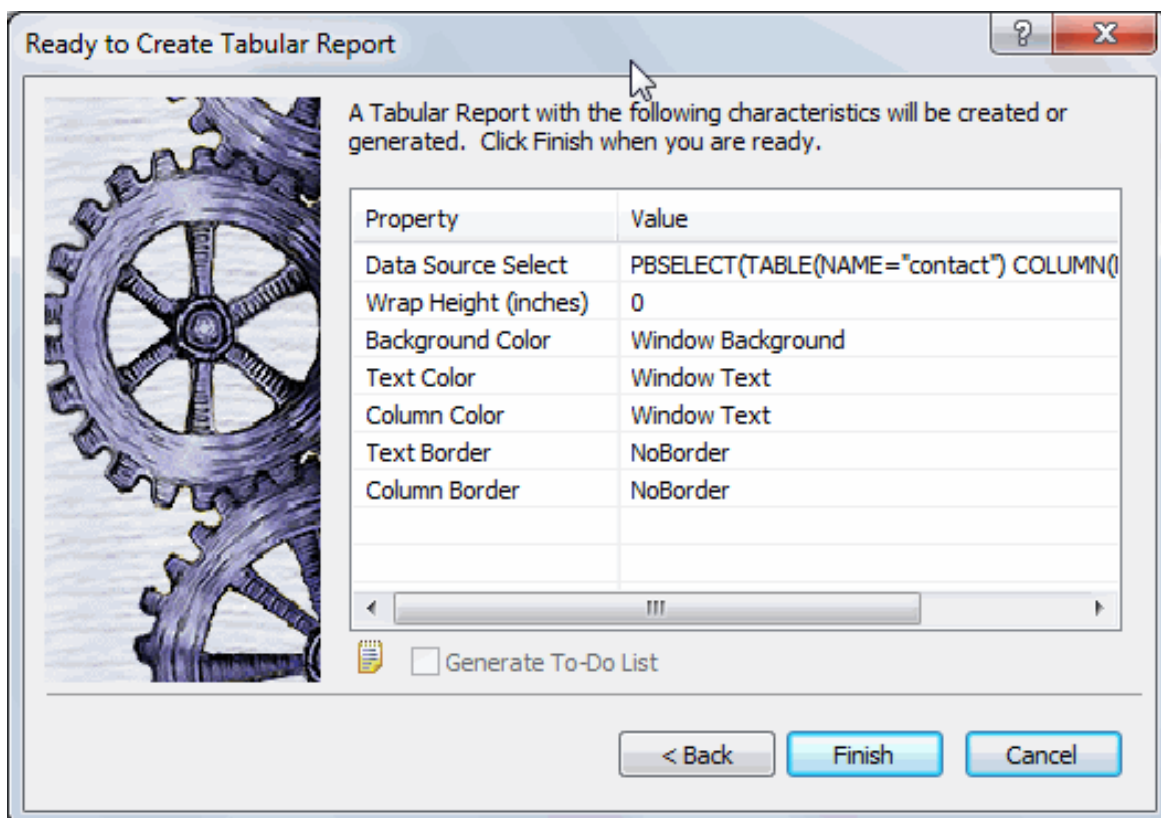 Ready to Create Tabular Report
A Tabular Report with the following characteristics will be created or
generated.  Click Finish when you are ready.
Property Value
Data Source Select PBSELECT(TABLE(NAME="contact") COLUMN(
Wrap Height (inches) 0
Background Color Window Background
Text Color Window Text
Column Color Window Text
Text Border NoBorder
Column Border NoBorder
Generate To-Do List
< Back Finish Cancel